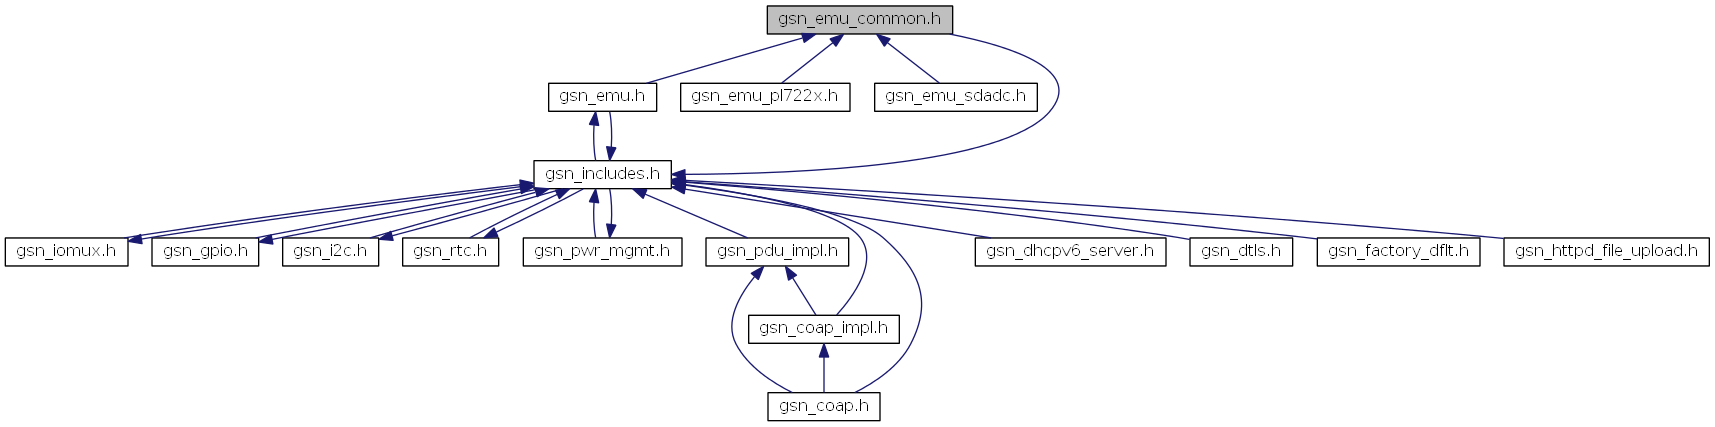 gsn_emu_common.h
gsn_emu.h
gsn_emu_pl722x.h
gsn_emu_sdadc.h
gsn_includes.h
gsn_iomux.h
gsn_gpio.h
gsn_i2c.h
gsn_rtc.h
gsn_pwr_mgmt.h
gsn_pdu_impl.h
gsn_dhcpv6_server.h
gsn_dtls.h
gsn_factory_dflt.h
gsn_httpd_file_upload.h
gsn_coap_impl.h
gsn_coap.h